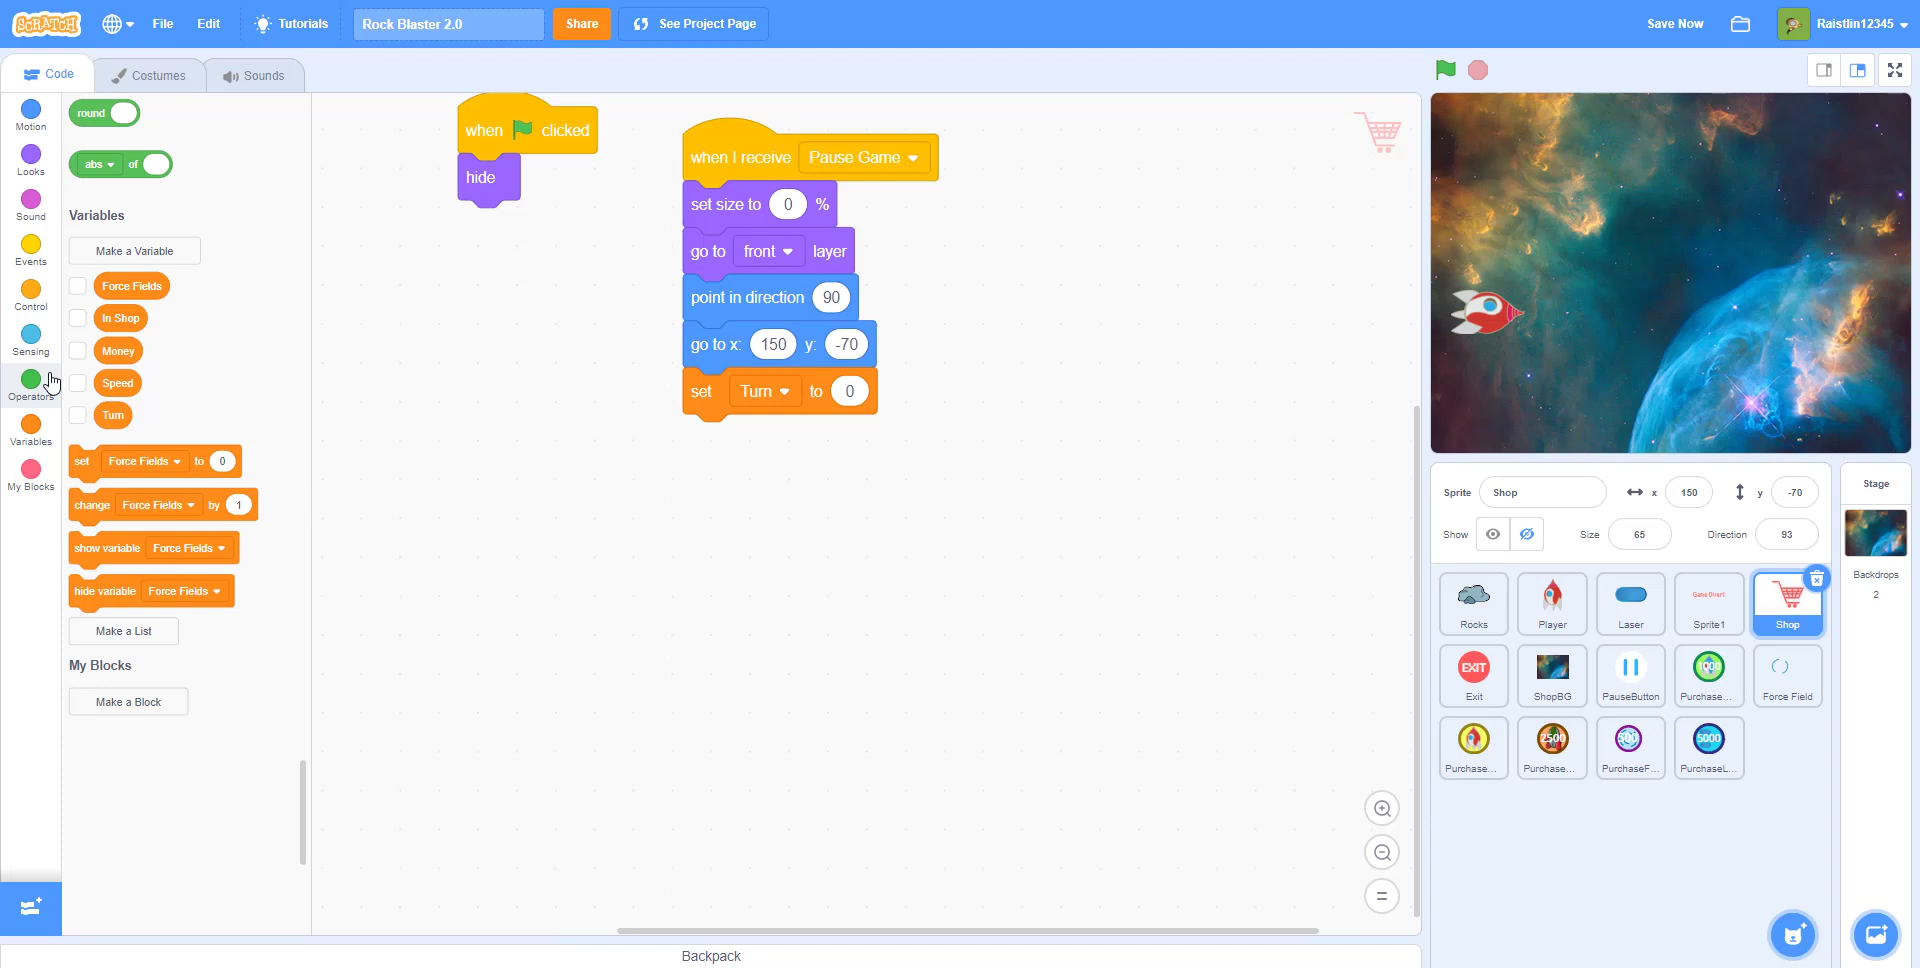 SCRATCH
File
Edit
Tutorials
Rock Blaster 2.0
Share
See Project Page
Save Now
Raistlin12345
Code
Costumes
Sounds
Motion
Looks
Sound
Events
Control
Sensing
Operators
Variables
My Blocks
round
abs of
Variables
Make a Variable
Force Fields
In Shop
Money
Speed
Turn
set Force Fields to 0
change Force Fields by 1
show variable Force Fields
hide variable Force Fields
Make a List
My Blocks
Make a Block
when clicked
hide
when I receive Pause Game
set size to 0 %
go to front layer
point in direction 90
go to x: 150 y: -70
set Turn to 0
Sprite Shop x 150 y -70
Show Size 65 Direction 93
Stage
Backdrops
2
Game Over!
Rocks
Player
Laser
Sprite1
Shop
EXIT
1000
Exit
ShopBG
PauseButton
Purchase...
Force Field
2500
500
5000
Purchase...
Purchase...
PurchaseF...
PurchaseL...
Backpack